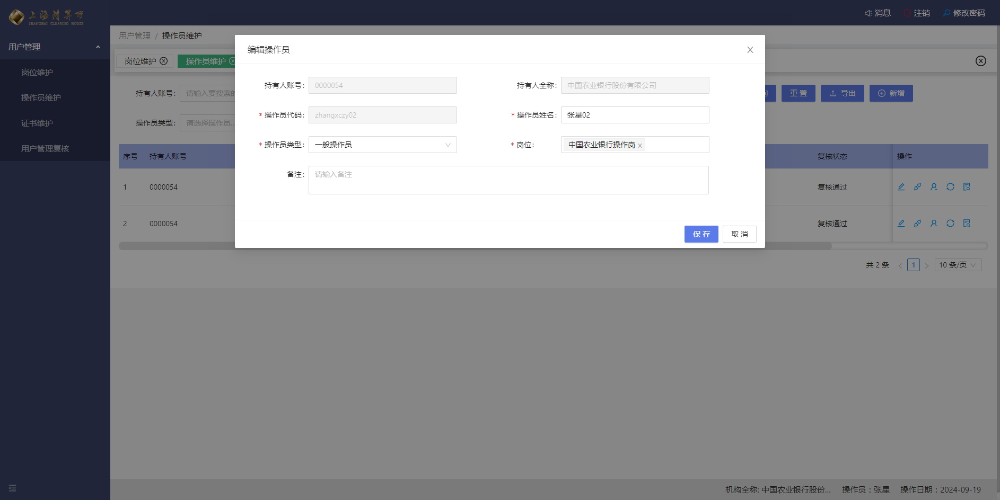 上海清算所
SHANGHAI CLEARING HOUSE
消息 注销 修改密码
用户管理
岗位维护
操作员维护
证书维护
用户管理复核
用户管理 / 操作员维护
岗位维护 操作员维护
持有人账号: 请输入要搜索的
重 置 导出 新增
操作员类型: 请选择操作员...
序号 持有人账号 复核状态 操作
1 0000054 复核通过
2 0000054 复核通过
共 2 条 < 1 > 10 条/页
编辑操作员
持有人账号: 0000054 持有人全称: 中国农业银行股份有限公司
* 操作员代码: zhangxczy02 * 操作员姓名: 张星02
* 操作员类型: 一般操作员 * 岗位: 中国农业银行操作岗 ×
备注: 请输入备注
保 存 取 消
机构全称: 中国农业银行股份... 操作员：张星 操作日期：2024-09-19